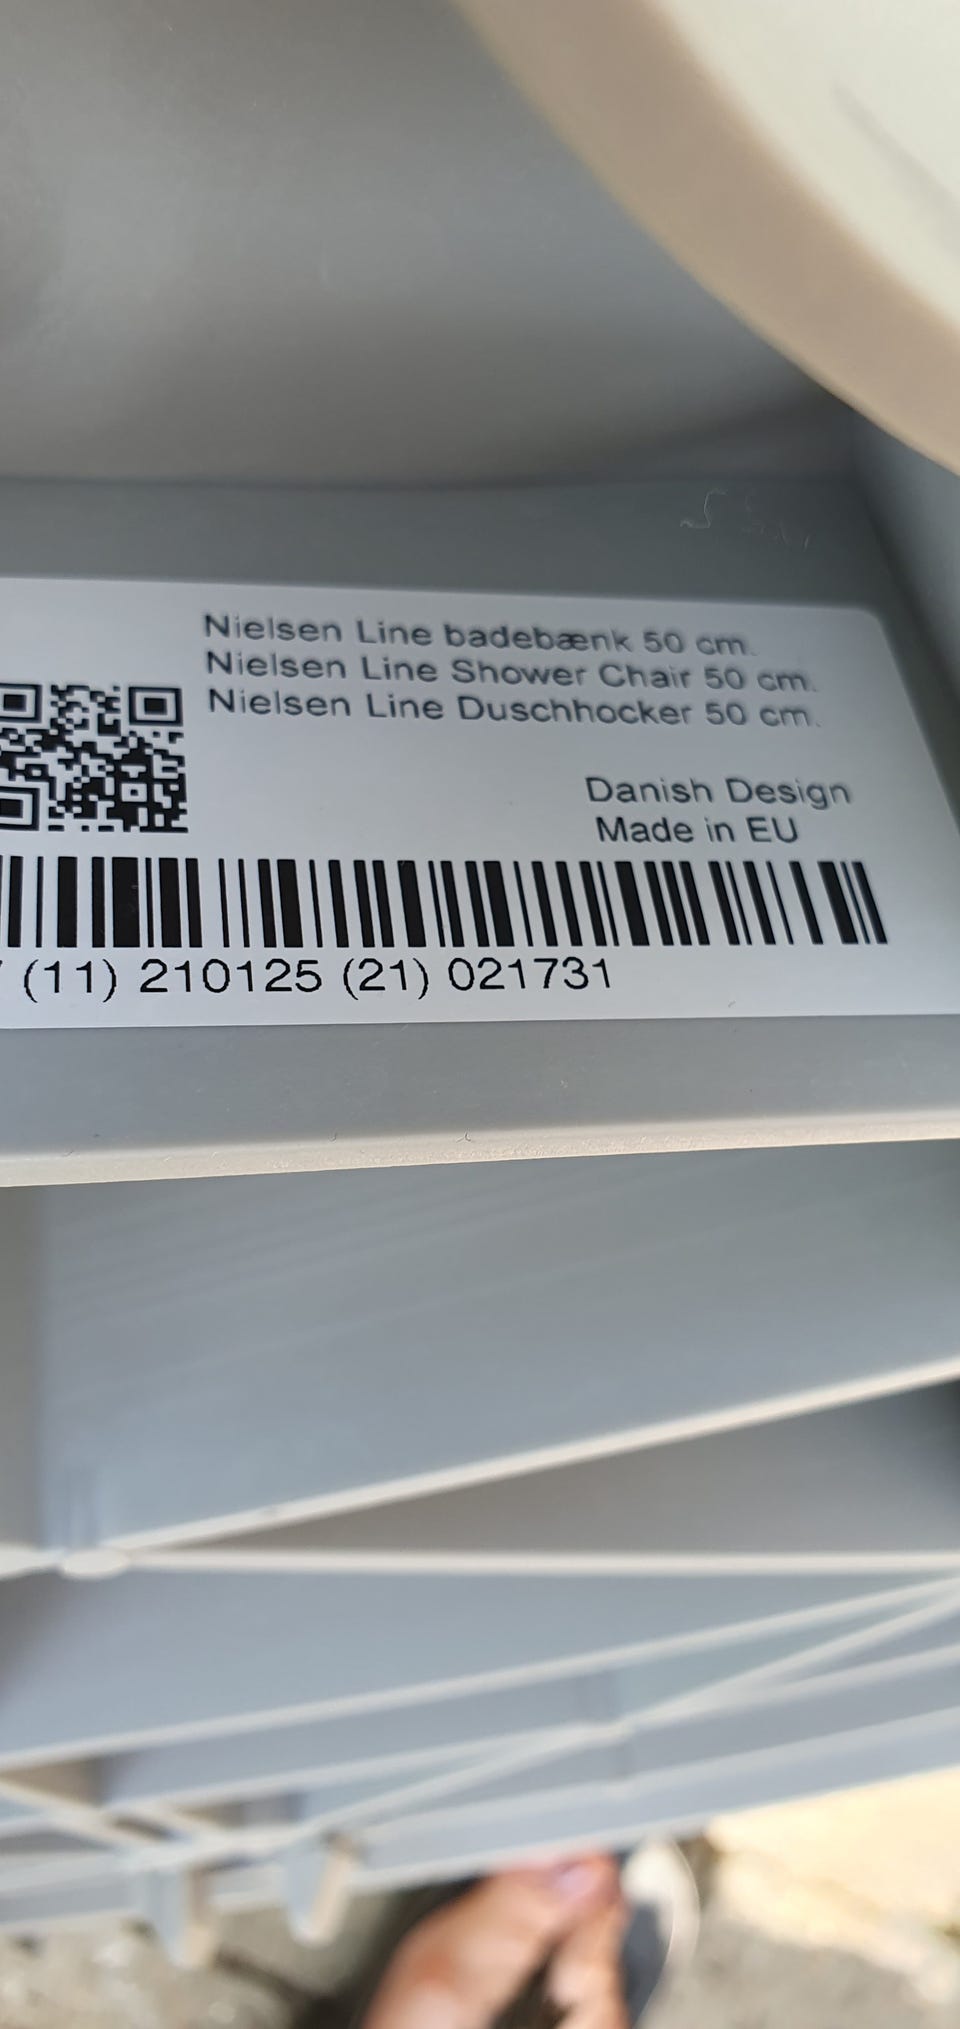 Nielsen Line badebænk 50 cm.
Nielsen Line Shower Chair 50 cm.
Nielsen Line Duschhocker 50 cm.
Danish Design
Made in EU
(11) 210125 (21) 021731